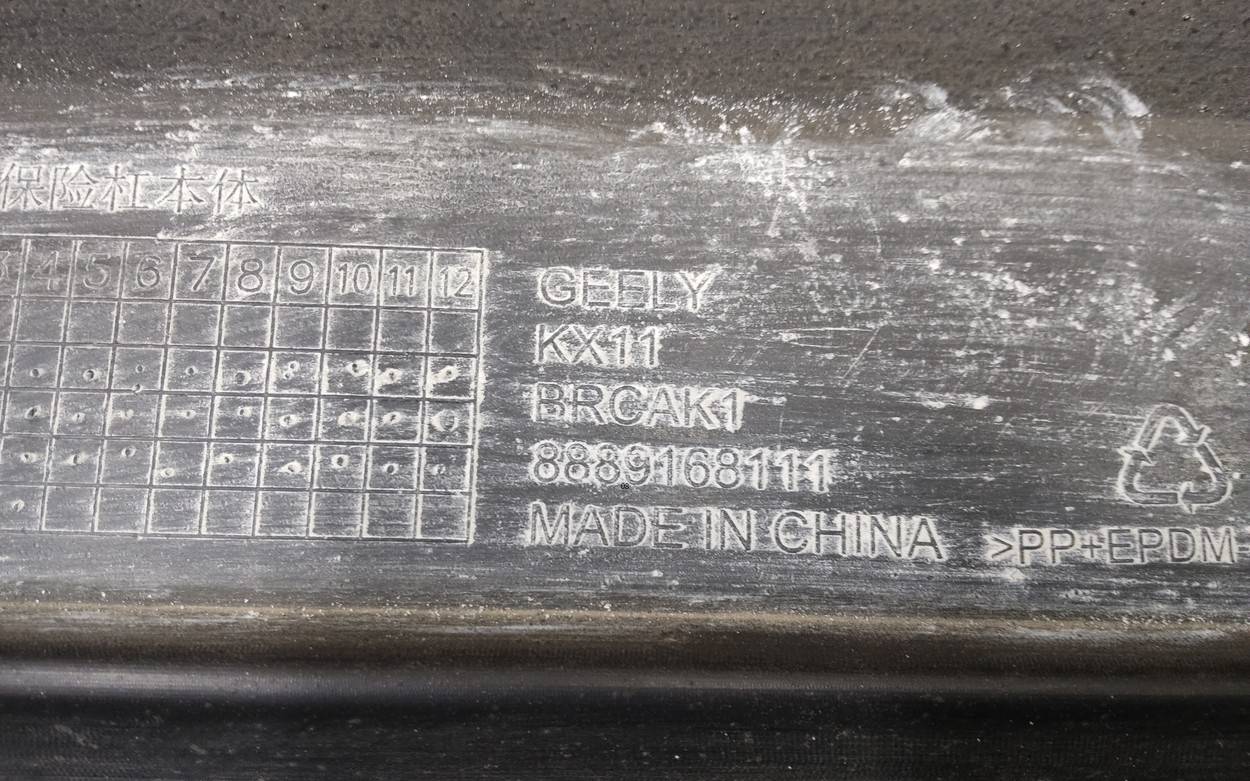 保险杠本体
3 4 5 6 7 8 9 10 11 12
GEELY
KX11
BRCAK1
8889168111
MADE IN CHINA
>PP+EPDM